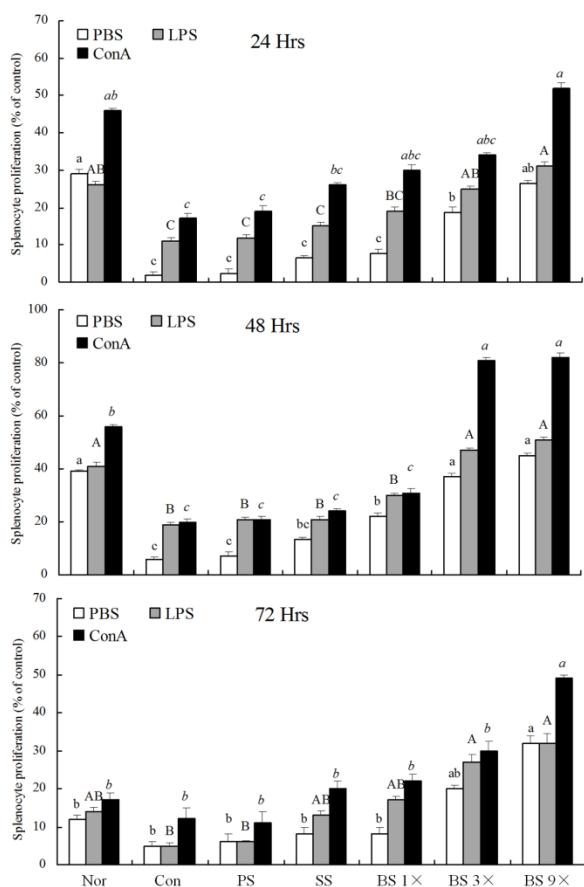 70
60
50
40
30
20
10
0
Splenocyte proliferation (% of control)
PBS LPS
ConA
24 Hrs
a AB ab
c C c
c C c
c C bc
c BC abc
b AB abc
ab A a
100
80
60
40
20
0
Splenocyte proliferation (% of control)
PBS LPS
ConA
48 Hrs
a A b
c B c
c B c
bc B c
b B c
a A a
a A a
70
60
50
40
30
20
10
0
Splenocyte proliferation (% of control)
PBS LPS
ConA
72 Hrs
b AB b
b B b
b B b
b AB b
b AB b
ab A b
a A a
Nor Con PS SS BS 1× BS 3× BS 9×